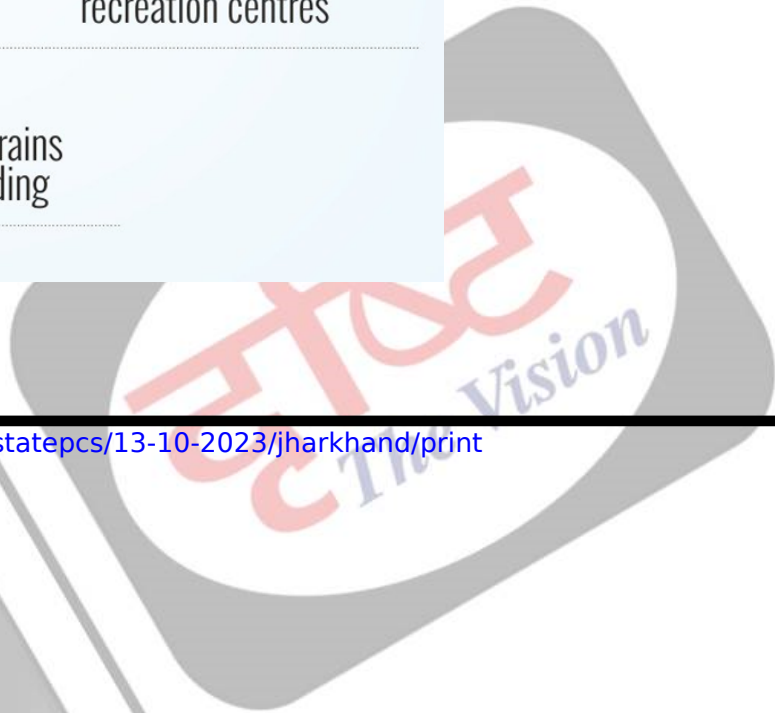 recreation centres
rains
ding
statepcs/13-10-2023/jharkhand/print
दृष्टि
The Vision